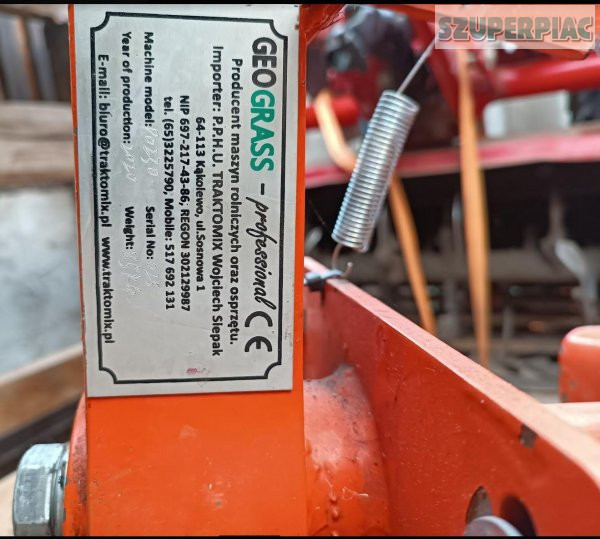 GEOGRASS – professional CE
Producent maszyn rolniczych oraz osprzętu.
Importer: P.P.H.U. TRAKTOMIX Wojciech Ślepak
64-113 Kąkolewo, ul.Sosnowa 1
NIP 697-217-43-86; REGON 302129987
tel. (65)3225790, Mobile: 517 692 131
Machine model: Serial No:
Year of production: 2020 Weight:
E-mail: biuro@traktomix.pl www.traktomix.pl
SZUPERPIAC